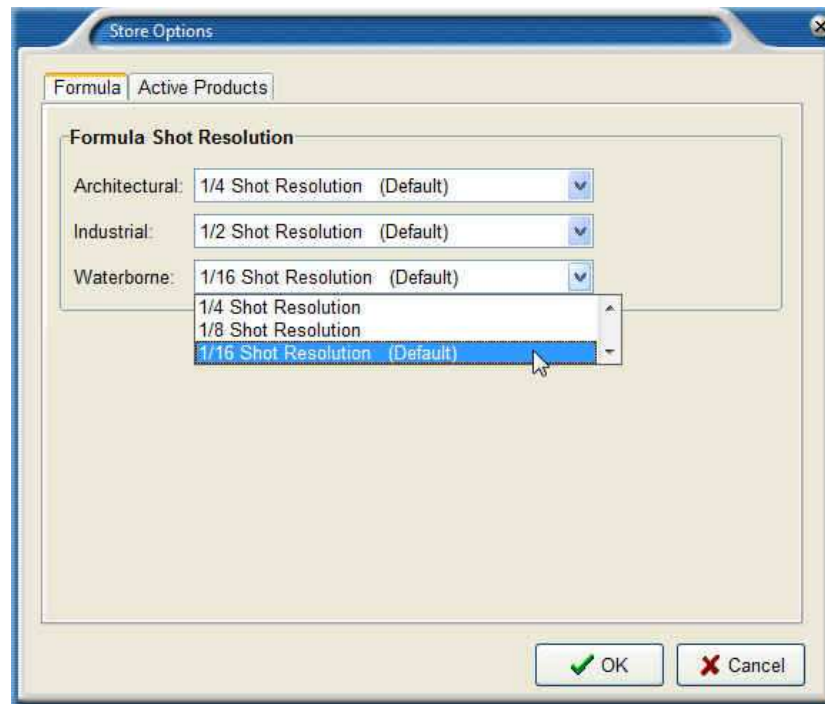 Store Options
Formula Active Products
Formula Shot Resolution
Architectural: 1/4 Shot Resolution (Default)
Industrial: 1/2 Shot Resolution (Default)
Waterborne: 1/16 Shot Resolution (Default)
1/4 Shot Resolution
1/8 Shot Resolution
1/16 Shot Resolution (Default)
OK Cancel